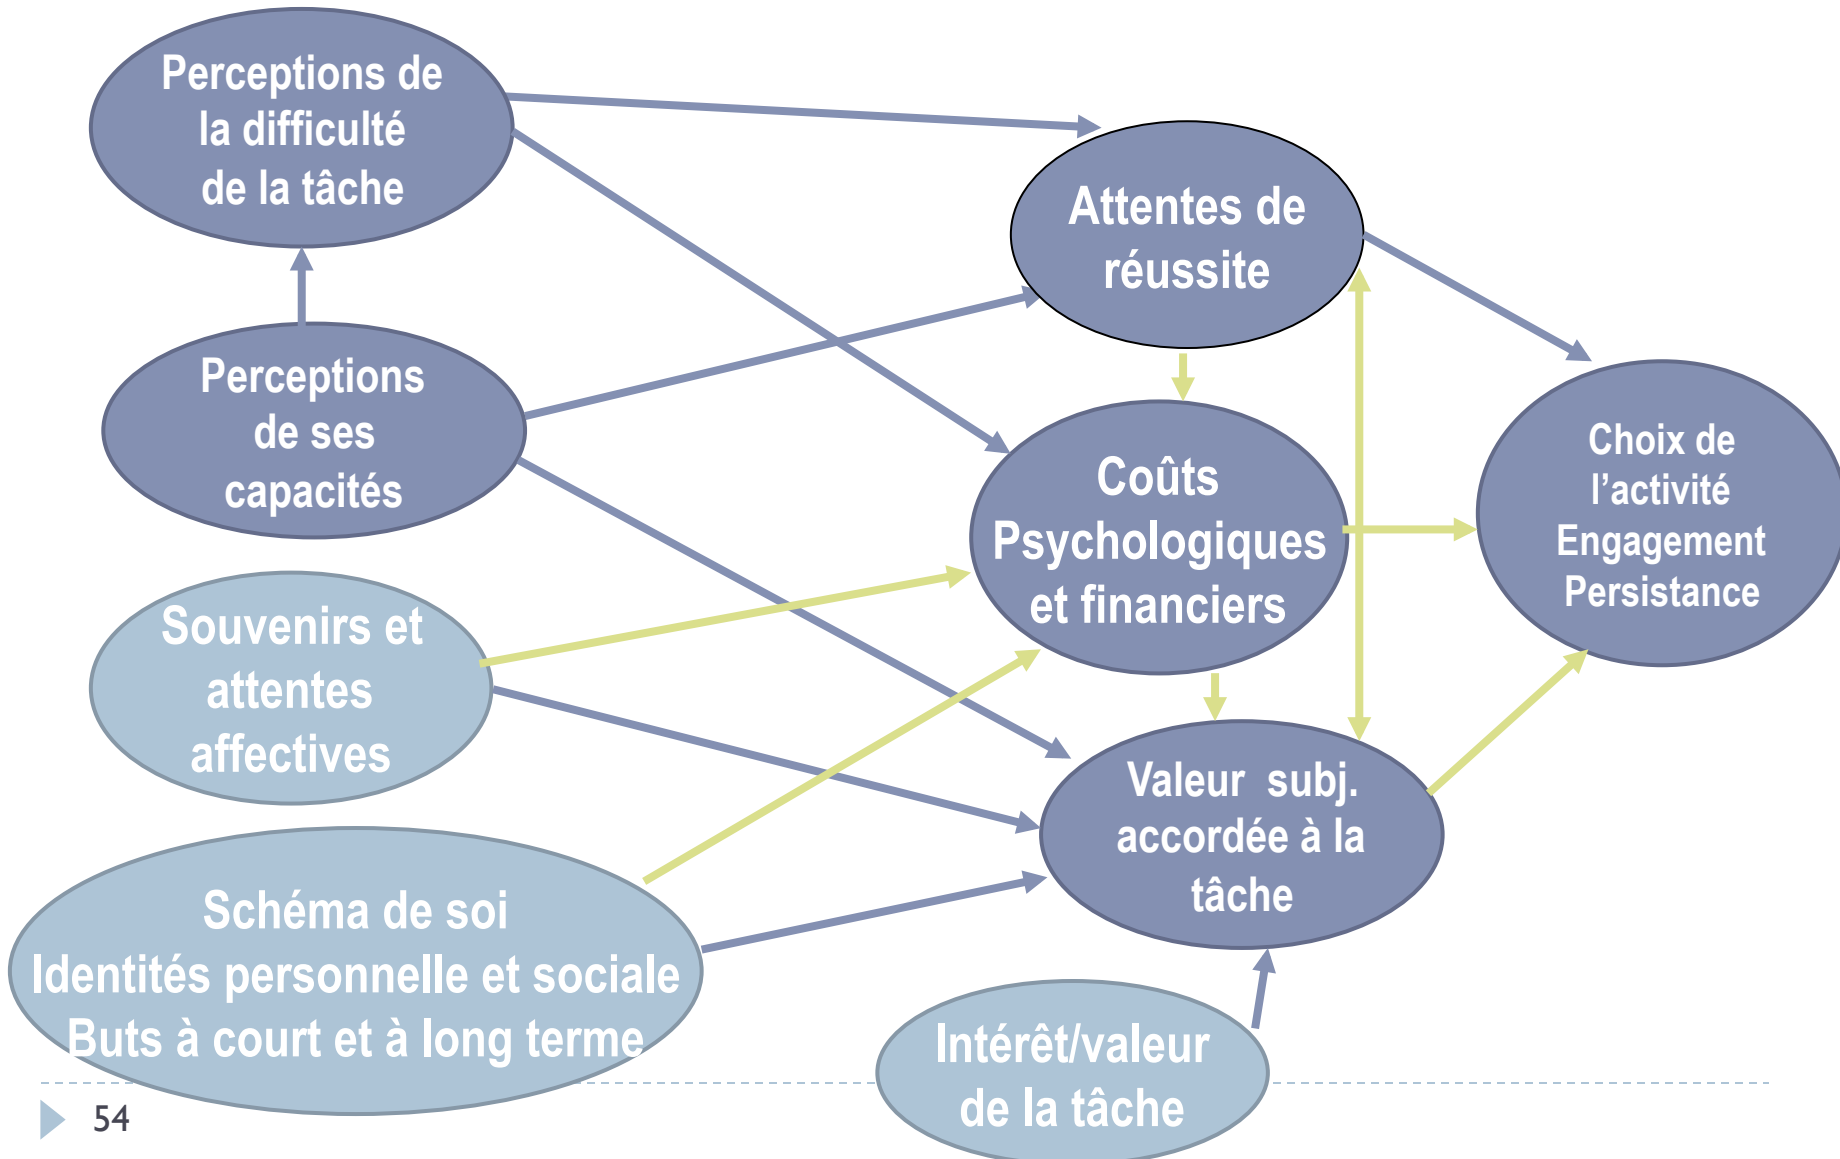 Perceptions de
la difficulté
de la tâche
Attentes de
réussite
Perceptions
de ses
capacités
Coûts
Psychologiques
et financiers
Choix de
l’activité
Engagement
Persistance
Souvenirs et
attentes
affectives
Valeur subj.
accordée à la
tâche
Schéma de soi
Identités personnelle et sociale
Buts à court et à long terme
Intérêt/valeur
de la tâche
54